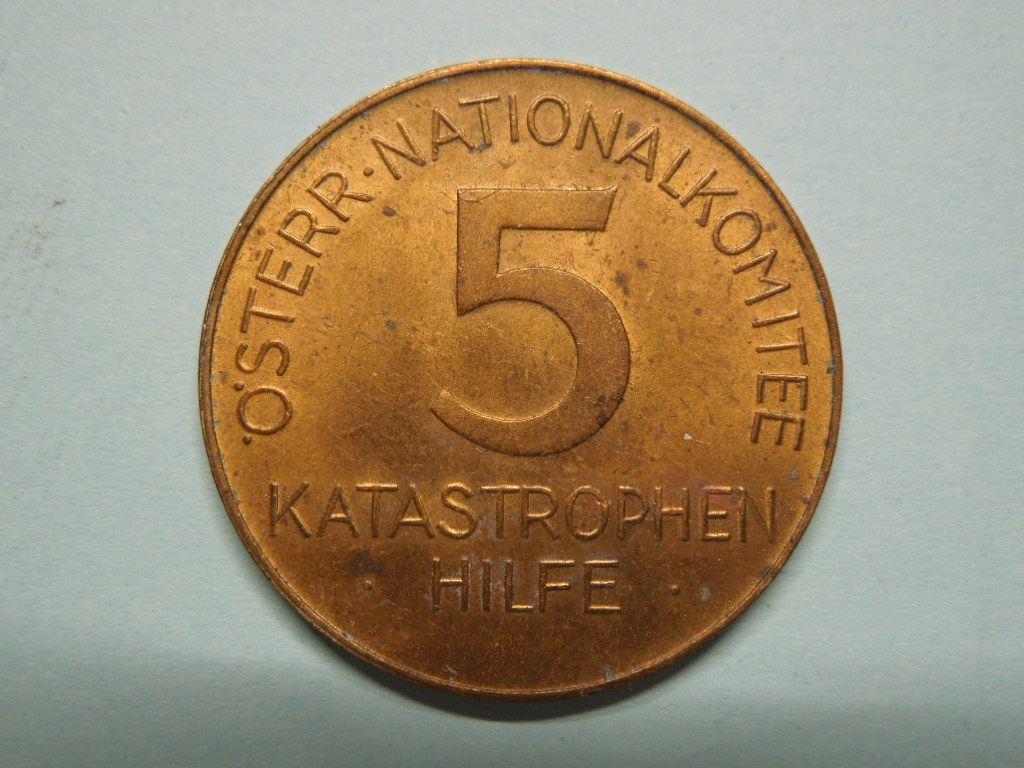 ÖSTERR·NATIONALKOMITEE
5
KATASTROPHEN
· HILFE ·